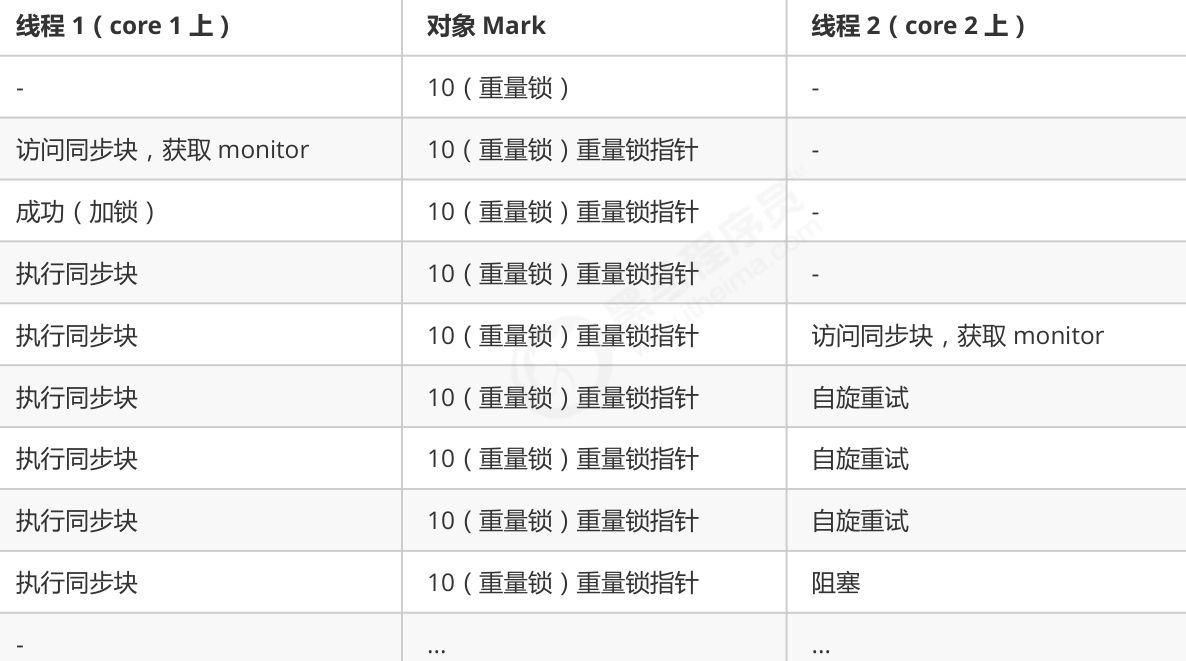 线程 1 ( core 1 上 ) 对象 Mark 线程 2 ( core 2 上 )
- 10 ( 重量锁 ) -
访问同步块，获取 monitor 10 ( 重量锁 ) 重量锁指针 -
成功 ( 加锁 ) 10 ( 重量锁 ) 重量锁指针 -
执行同步块 10 ( 重量锁 ) 重量锁指针 -
执行同步块 10 ( 重量锁 ) 重量锁指针 访问同步块，获取 monitor
执行同步块 10 ( 重量锁 ) 重量锁指针 自旋重试
执行同步块 10 ( 重量锁 ) 重量锁指针 自旋重试
执行同步块 10 ( 重量锁 ) 重量锁指针 自旋重试
执行同步块 10 ( 重量锁 ) 重量锁指针 阻塞
- ... ...
黑马程序员
www.itheima.com